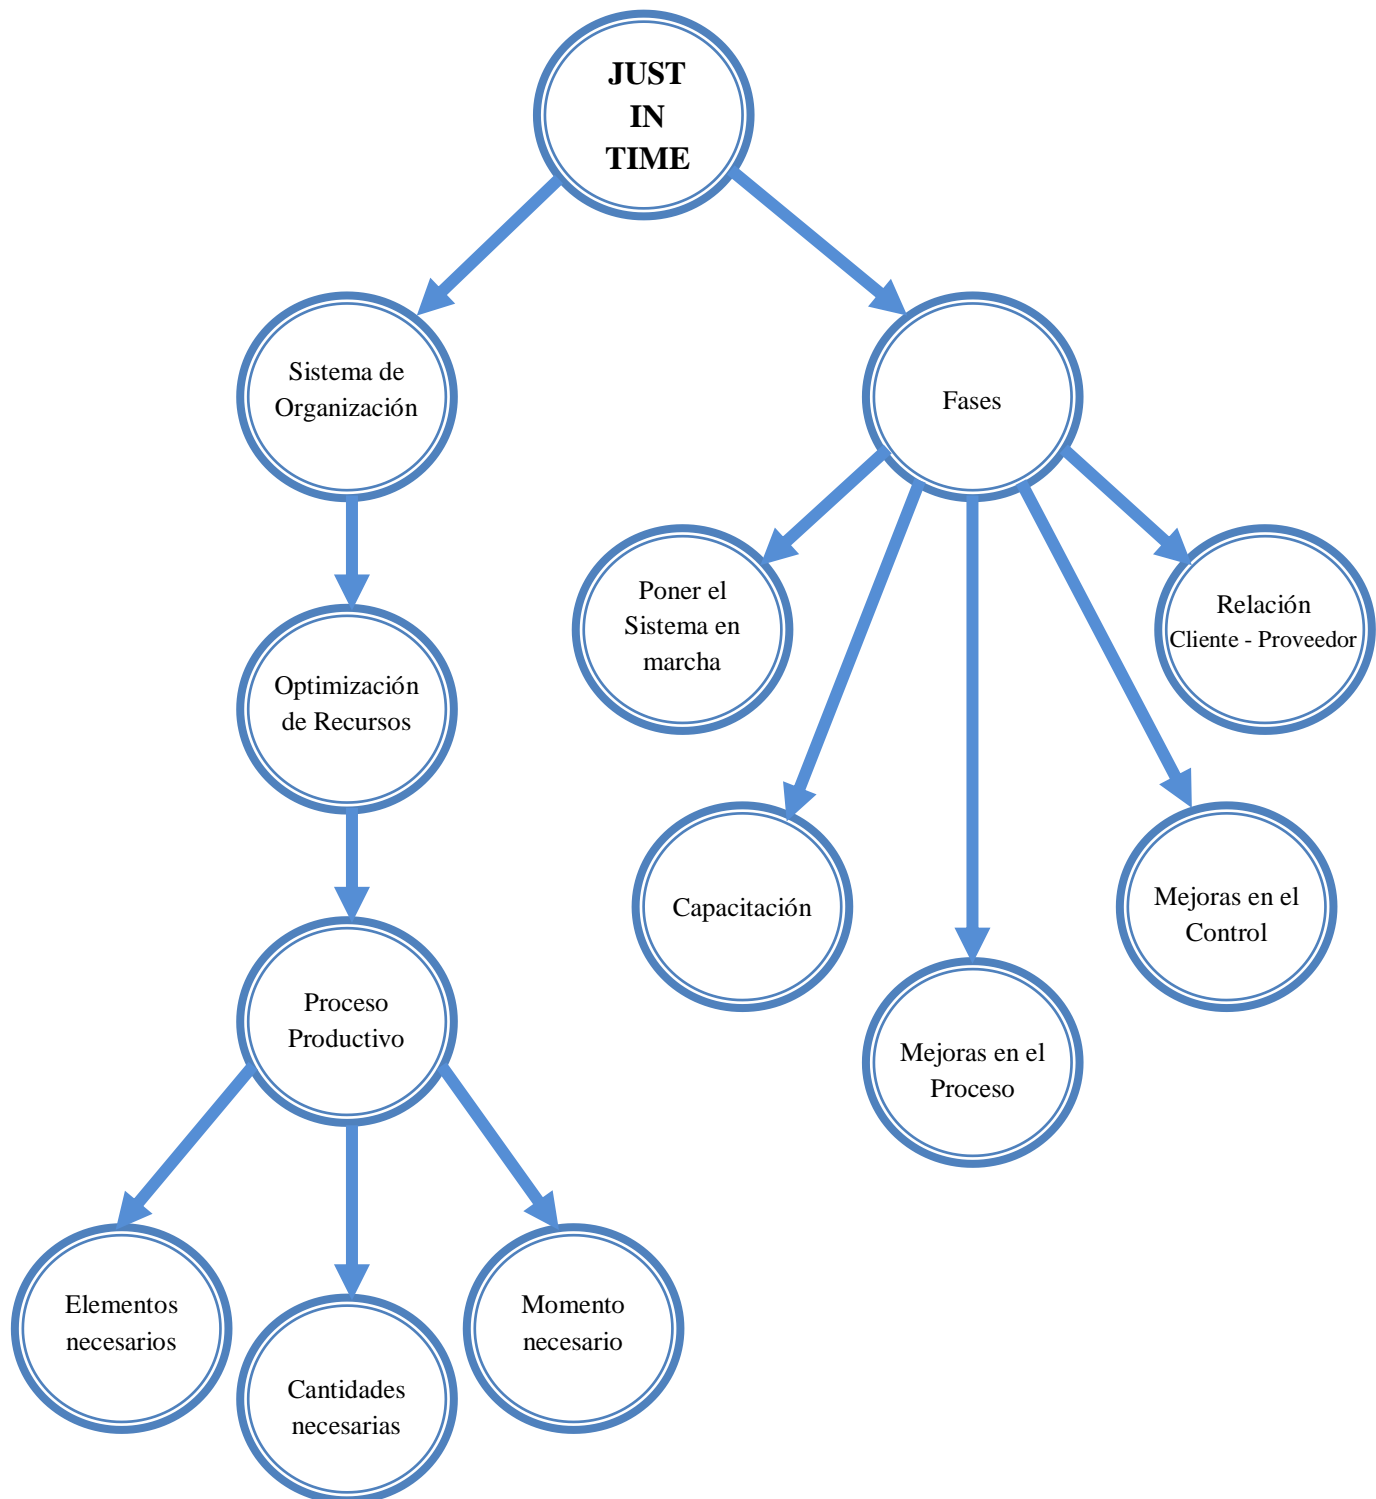 JUST
IN
TIME
Sistema de
Organización
Fases
Poner el
Sistema en
marcha
Relación
Cliente - Proveedor
Optimización
de Recursos
Capacitación
Mejoras en el
Control
Proceso
Productivo
Mejoras en el
Proceso
Elementos
necesarios
Momento
necesario
Cantidades
necesarias